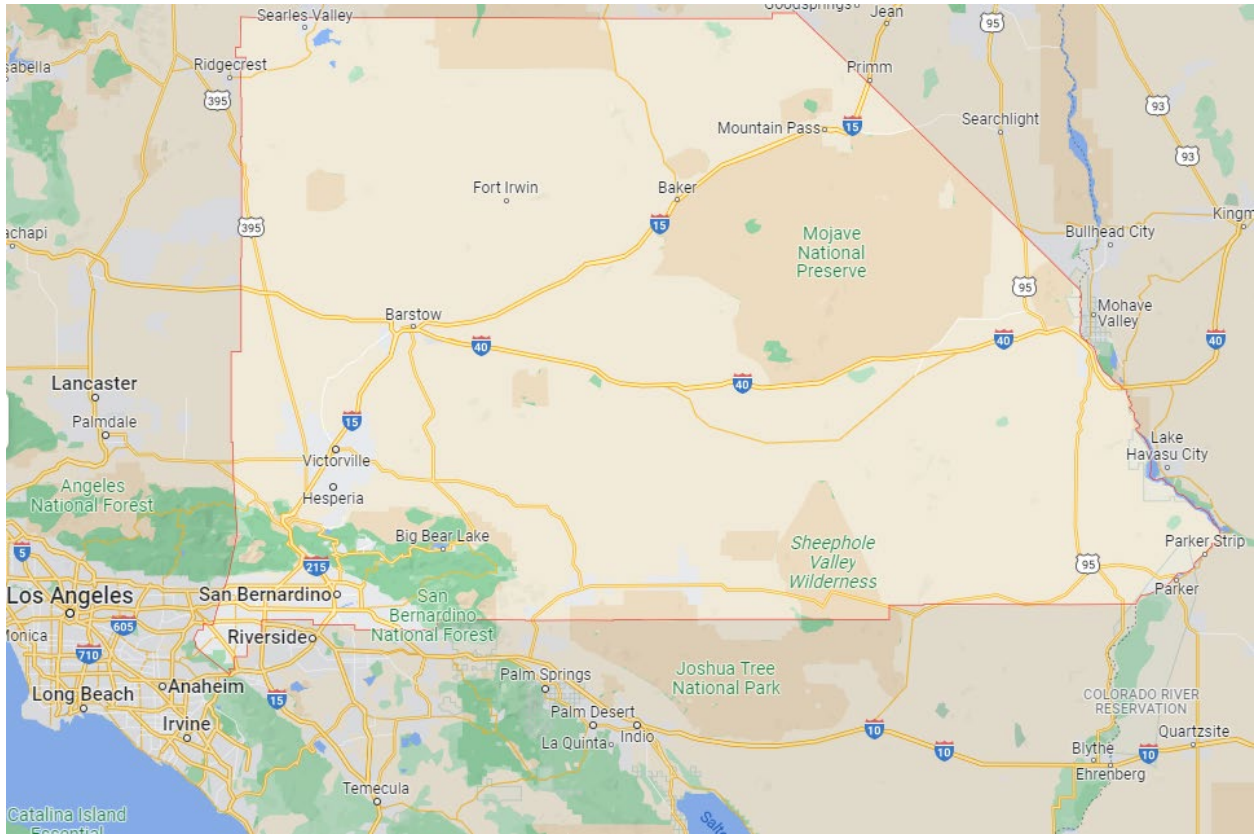 Goodsprings
Jean
Searles Valley
95
Ridgecrest
Primm
395
93
Mountain Pass
15
Searchlight
93
Fort Irwin
Baker
395
15
Mojave
National
Preserve
Bullhead City
95
Mohave
Valley
Barstow
40
40
40
40
Lancaster
Palmdale
15
Victorville
Hesperia
Lake
Havasu City
Angeles
National Forest
Big Bear Lake
5
215
Sheephole
Valley
Wilderness
95
Parker Strip
Parker
Los Angeles
605
San Bernardino
San
Bernardino
National Forest
Riverside
710
Anaheim
Long Beach
Irvine
15
Palm Springs
Palm Desert
La Quinta
Indio
Joshua Tree
National Park
10
10
10
COLORADO RIVER
RESERVATION
Quartzsite
Blythe
Ehrenberg
Temecula
Catalina Island